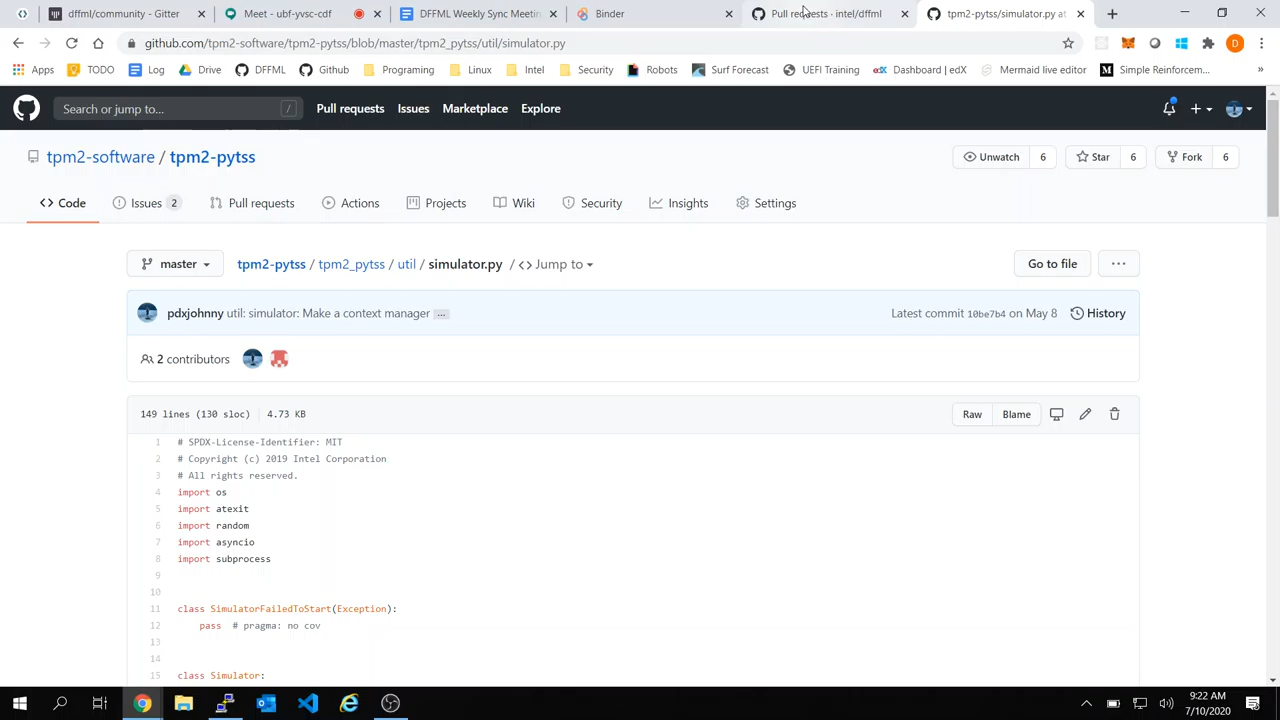 dffml/community - Gitter
Meet - ubf-yvsc-cdf
DFFML Weekly Sync Meetin
Binder
Pull requests · intel/dffml
tpm2-pytss/simulator.py at
github.com/tpm2-software/tpm2-pytss/blob/master/tpm2_pytss/util/simulator.py
D
Apps
TODO
Log
Drive
DFFML
Github
Programing
Linux
Intel
Security
Robots
Surf Forecast
UEFI Training
edX
Dashboard | edX
Mermaid live editor
M
Simple Reinforcem...
»
Search or jump to...
/
Pull requests
Issues
Marketplace
Explore
tpm2-software / tpm2-pytss
Unwatch 6
Star 6
Fork 6
<> Code
Issues 2
Pull requests
Actions
Projects
Wiki
Security
Insights
Settings
master
tpm2-pytss / tpm2_pytss / util / simulator.py / <> Jump to
Go to file
...
pdxjohnny util: simulator: Make a context manager ...
Latest commit 10be7b4 on May 8
History
2 contributors
149 lines (130 sloc) | 4.73 KB
Raw
Blame
1 # SPDX-License-Identifier: MIT
2 # Copyright (c) 2019 Intel Corporation
3 # All rights reserved.
4 import os
5 import atexit
6 import random
7 import asyncio
8 import subprocess
9
10
11 class SimulatorFailedToStart(Exception):
12 pass # pragma: no cov
13
14
15 class Simulator:
9:22 AM
7/10/2020